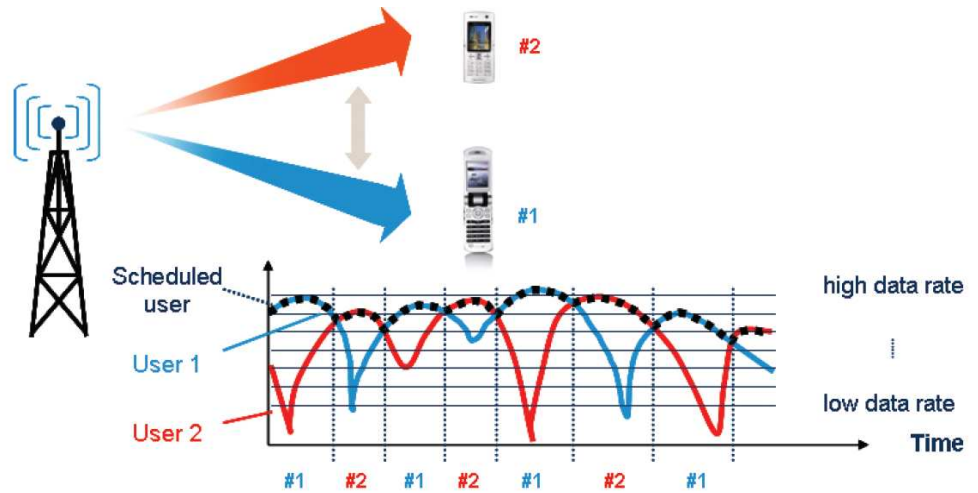 #2
#1
Scheduled
user
high data rate
User 1
User 2
low data rate
Time
#1 #2 #1 #2 #1 #2 #1